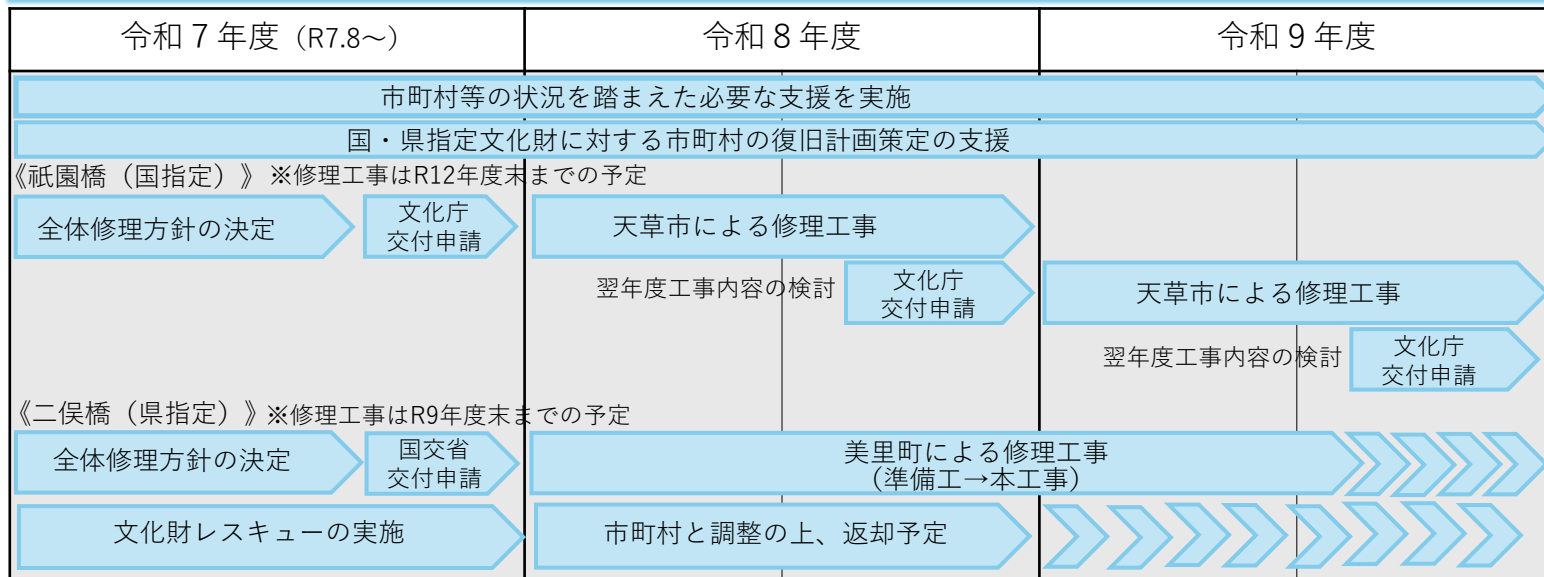 令和７年度（R7.8～）
令和８年度
令和９年度
市町村等の状況を踏まえた必要な支援を実施
国・県指定文化財に対する市町村の復旧計画策定の支援
《祇園橋（国指定）》※修理工事はR12年度末までの予定
全体修理方針の決定
文化庁
交付申請
天草市による修理工事
翌年度工事内容の検討
文化庁
交付申請
天草市による修理工事
翌年度工事内容の検討
文化庁
交付申請
《二俣橋（県指定）》※修理工事はR9年度末までの予定
全体修理方針の決定
国交省
交付申請
美里町による修理工事
（準備工→本工事）
文化財レスキューの実施
市町村と調整の上、返却予定